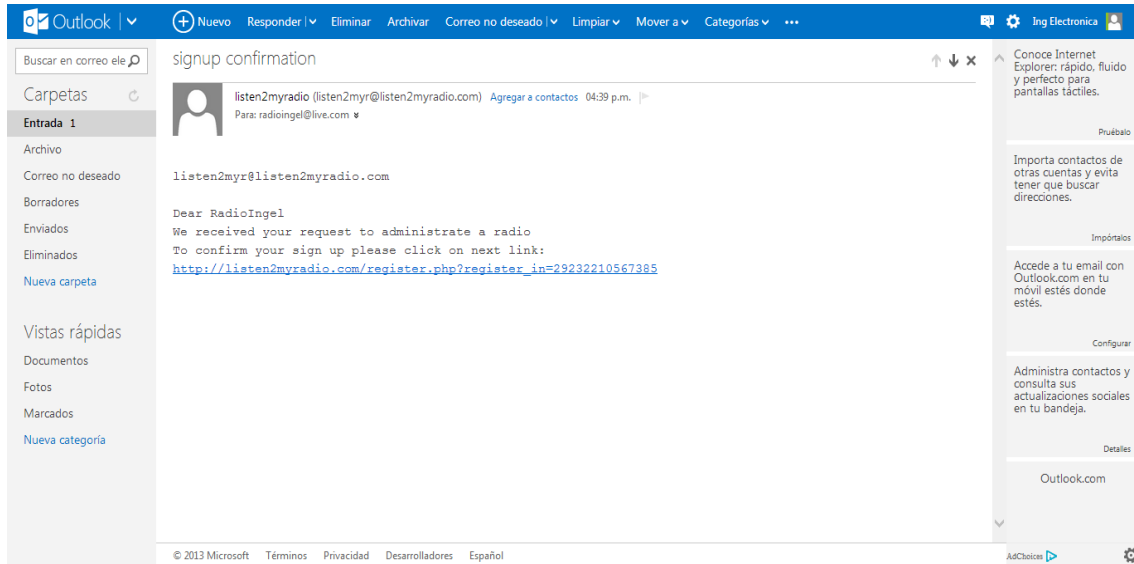 Outlook
Nuevo Responder Eliminar Archivar Correo no deseado Limpiar Mover a Categorías ••• Ing Electronica
Buscar en correo ele
Carpetas
Entrada 1
Archivo
Correo no deseado
Borradores
Enviados
Eliminados
Nueva carpeta
Vistas rápidas
Documentos
Fotos
Marcados
Nueva categoría
signup confirmation
listen2myradio (listen2myr@listen2myradio.com) Agregar a contactos 04:39 p.m.
Para: radioingel@live.com
listen2myr@listen2myradio.com
Dear RadioIngel
We received your request to administrate a radio
To confirm your sign up please click on next link:
http://listen2myradio.com/register.php?register_in=29232210567385
Conoce Internet
Explorer: rápido, fluido
y perfecto para
pantallas táctiles.
Pruébalo
Importa contactos de
otras cuentas y evita
tener que buscar
direcciones.
Impórtalos
Accede a tu email con
Outlook.com en tu
móvil estés donde
estés.
Configurar
Administra contactos y
consulta sus
actualizaciones sociales
en tu bandeja.
Detalles
Outlook.com
© 2013 Microsoft Términos Privacidad Desarrolladores Español
AdChoices